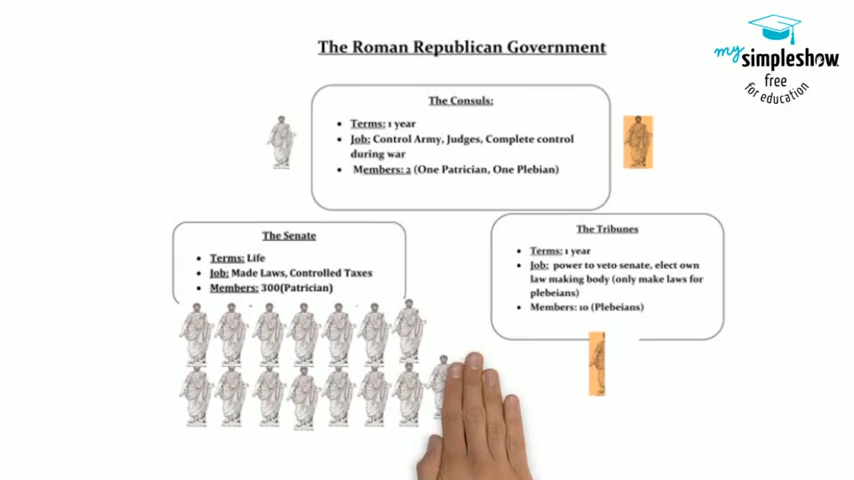 The Roman Republican Government
my
simpleshow
free
for education
The Consuls:
Terms: 1 year
Job: Control Army, Judges, Complete control
during war
Members: 2 (One Patrician, One Plebian)
The Senate
Terms: Life
Job: Made Laws, Controlled Taxes
Members: 300(Patrician)
The Tribunes
Terms: 1 year
Job: power to veto senate, elect own
law making body (only make laws for
plebeians)
Members: 10 (Plebeians)